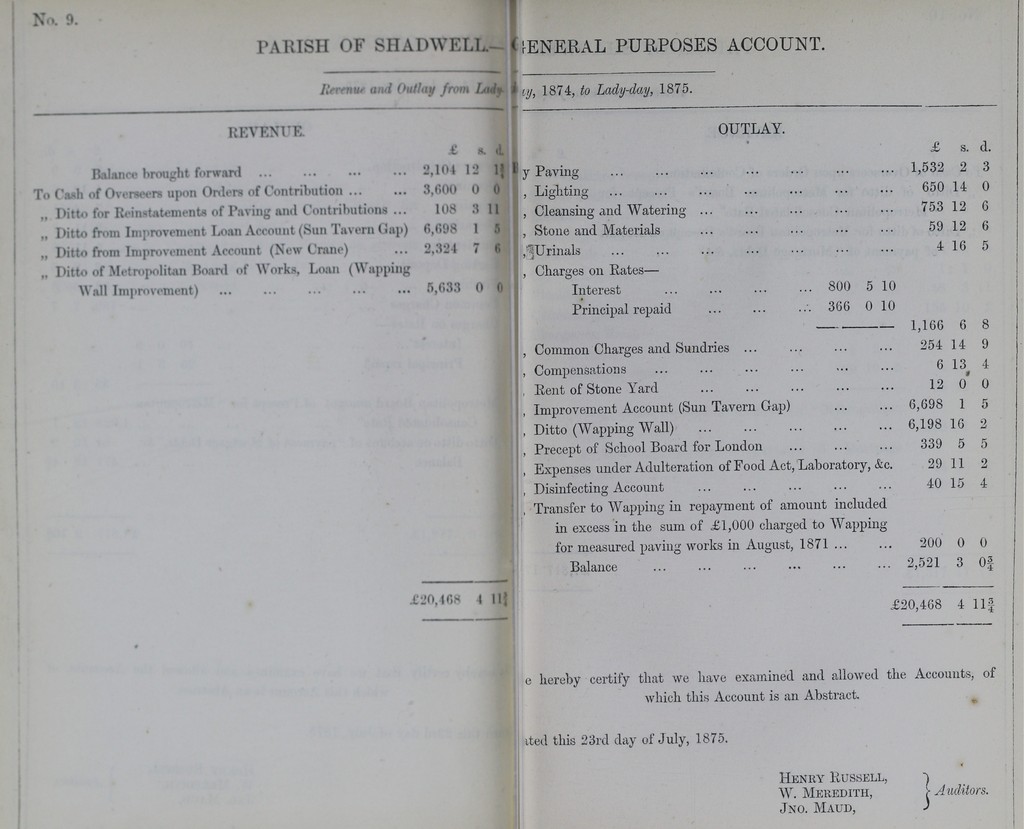 No. 9.
PARISH OF SHADWELL.—
Revenue and Outlay from Lady-
REVENUE.
£ s. d.
Balance brought forward ... ... ... 2,104 12 1¾
To Cash of Overseers upon Orders of Contribution ... ... 3,600 0 0
„ Ditto for Reinstatements of Paving and Contributions ... 108 3 11
„ Ditto from Improvement Loan Account (Sun Tavern Gap) 6,698 1 5
„ Ditto from Improvement Account (New Crane) ... 2,324 7 6
„ Ditto of Metropolitan Board of Works, Loan (Wapping
Wall Improvement) ... ... ... ... ... 5,633 0 0
£20,468 4 11¾
GENERAL PURPOSES ACCOUNT.
ay, 1874, to Lady-day, 1875.
OUTLAY.
£ s. d.
y Paving ... ... ... ... ... ... ... 1,532 2 3
, Lighting ... ... ... ... ... ... ... 650 14 0
, Cleansing and Watering ... ... ... ... ... 753 12 6
, Stone and Materials ... ... ... ... ... 59 12 6
, Urinals ... ... ... ... ... ... ... 4 16 5
, Charges on Rates—
Interest ... ... ... ... 800 5 10
Principal repaid ... ... ... 366 0 10
1,166 6 8
, Common Charges and Sundries ... ... ... ... 254 14 9
, Compensations ... ... ... ... ... ... 6 13 4
, Rent of Stone Yard ... ... ... ... ... 12 0 0
, Improvement Account (Sun Tavern Gap) ... ... 6,698 1 5
, Ditto (Wapping Wall) ... ... ... ... ... 6,198 16 2
, Precept of School Board for London ... ... ... 339 5 5
, Expenses under Adulteration of Food Act, Laboratory, &c. 29 11 2
, Disinfecting Account ... ... ... ... ... 40 15 4
, Transfer to Wapping in repayment of amount included
in excess in the sum of £1,000 charged to Wapping
for measured paving works in August, 1871 ... ... 200 0 0
Balance ... ... ... ... ... ... 2,521 3 0¾
£20,468 4 11¾
e hereby certify that we have examined and allowed the Accounts, of
which this Account is an Abstract.
ated this 23rd day of July, 1875.
HENRY RUSSELL,
W. MEREDITH, } Auditors.
JNO. MAUD,